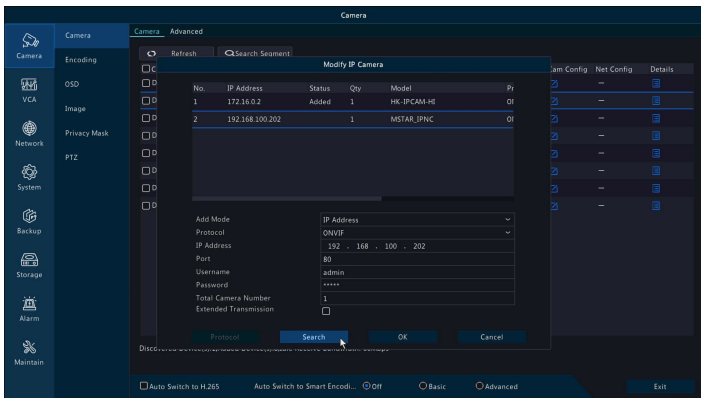 Camera
Camera Advanced
Camera
Refresh Search Segment
Modify IP Camera
Cam Config Net Config Details
No. IP Address Status Qty Model
1 172.16.0.2 Added 1 HK-IPCAM-HI
2 192.168.100.202 1 MSTAR_IPNC
Add Mode IP Address
Protocol ONVIF
IP Address 192 . 168 . 100 . 202
Port 80
Username admin
Password *****
Total Camera Number 1
Extended Transmission
Protocol Search OK Cancel
Auto Switch to H.265 Auto Switch to Smart Encodi... Off Basic Advanced Exit
Camera
VCA
Network
System
Backup
Storage
Alarm
Maintain
Encoding
OSD
Image
Privacy Mask
PTZ